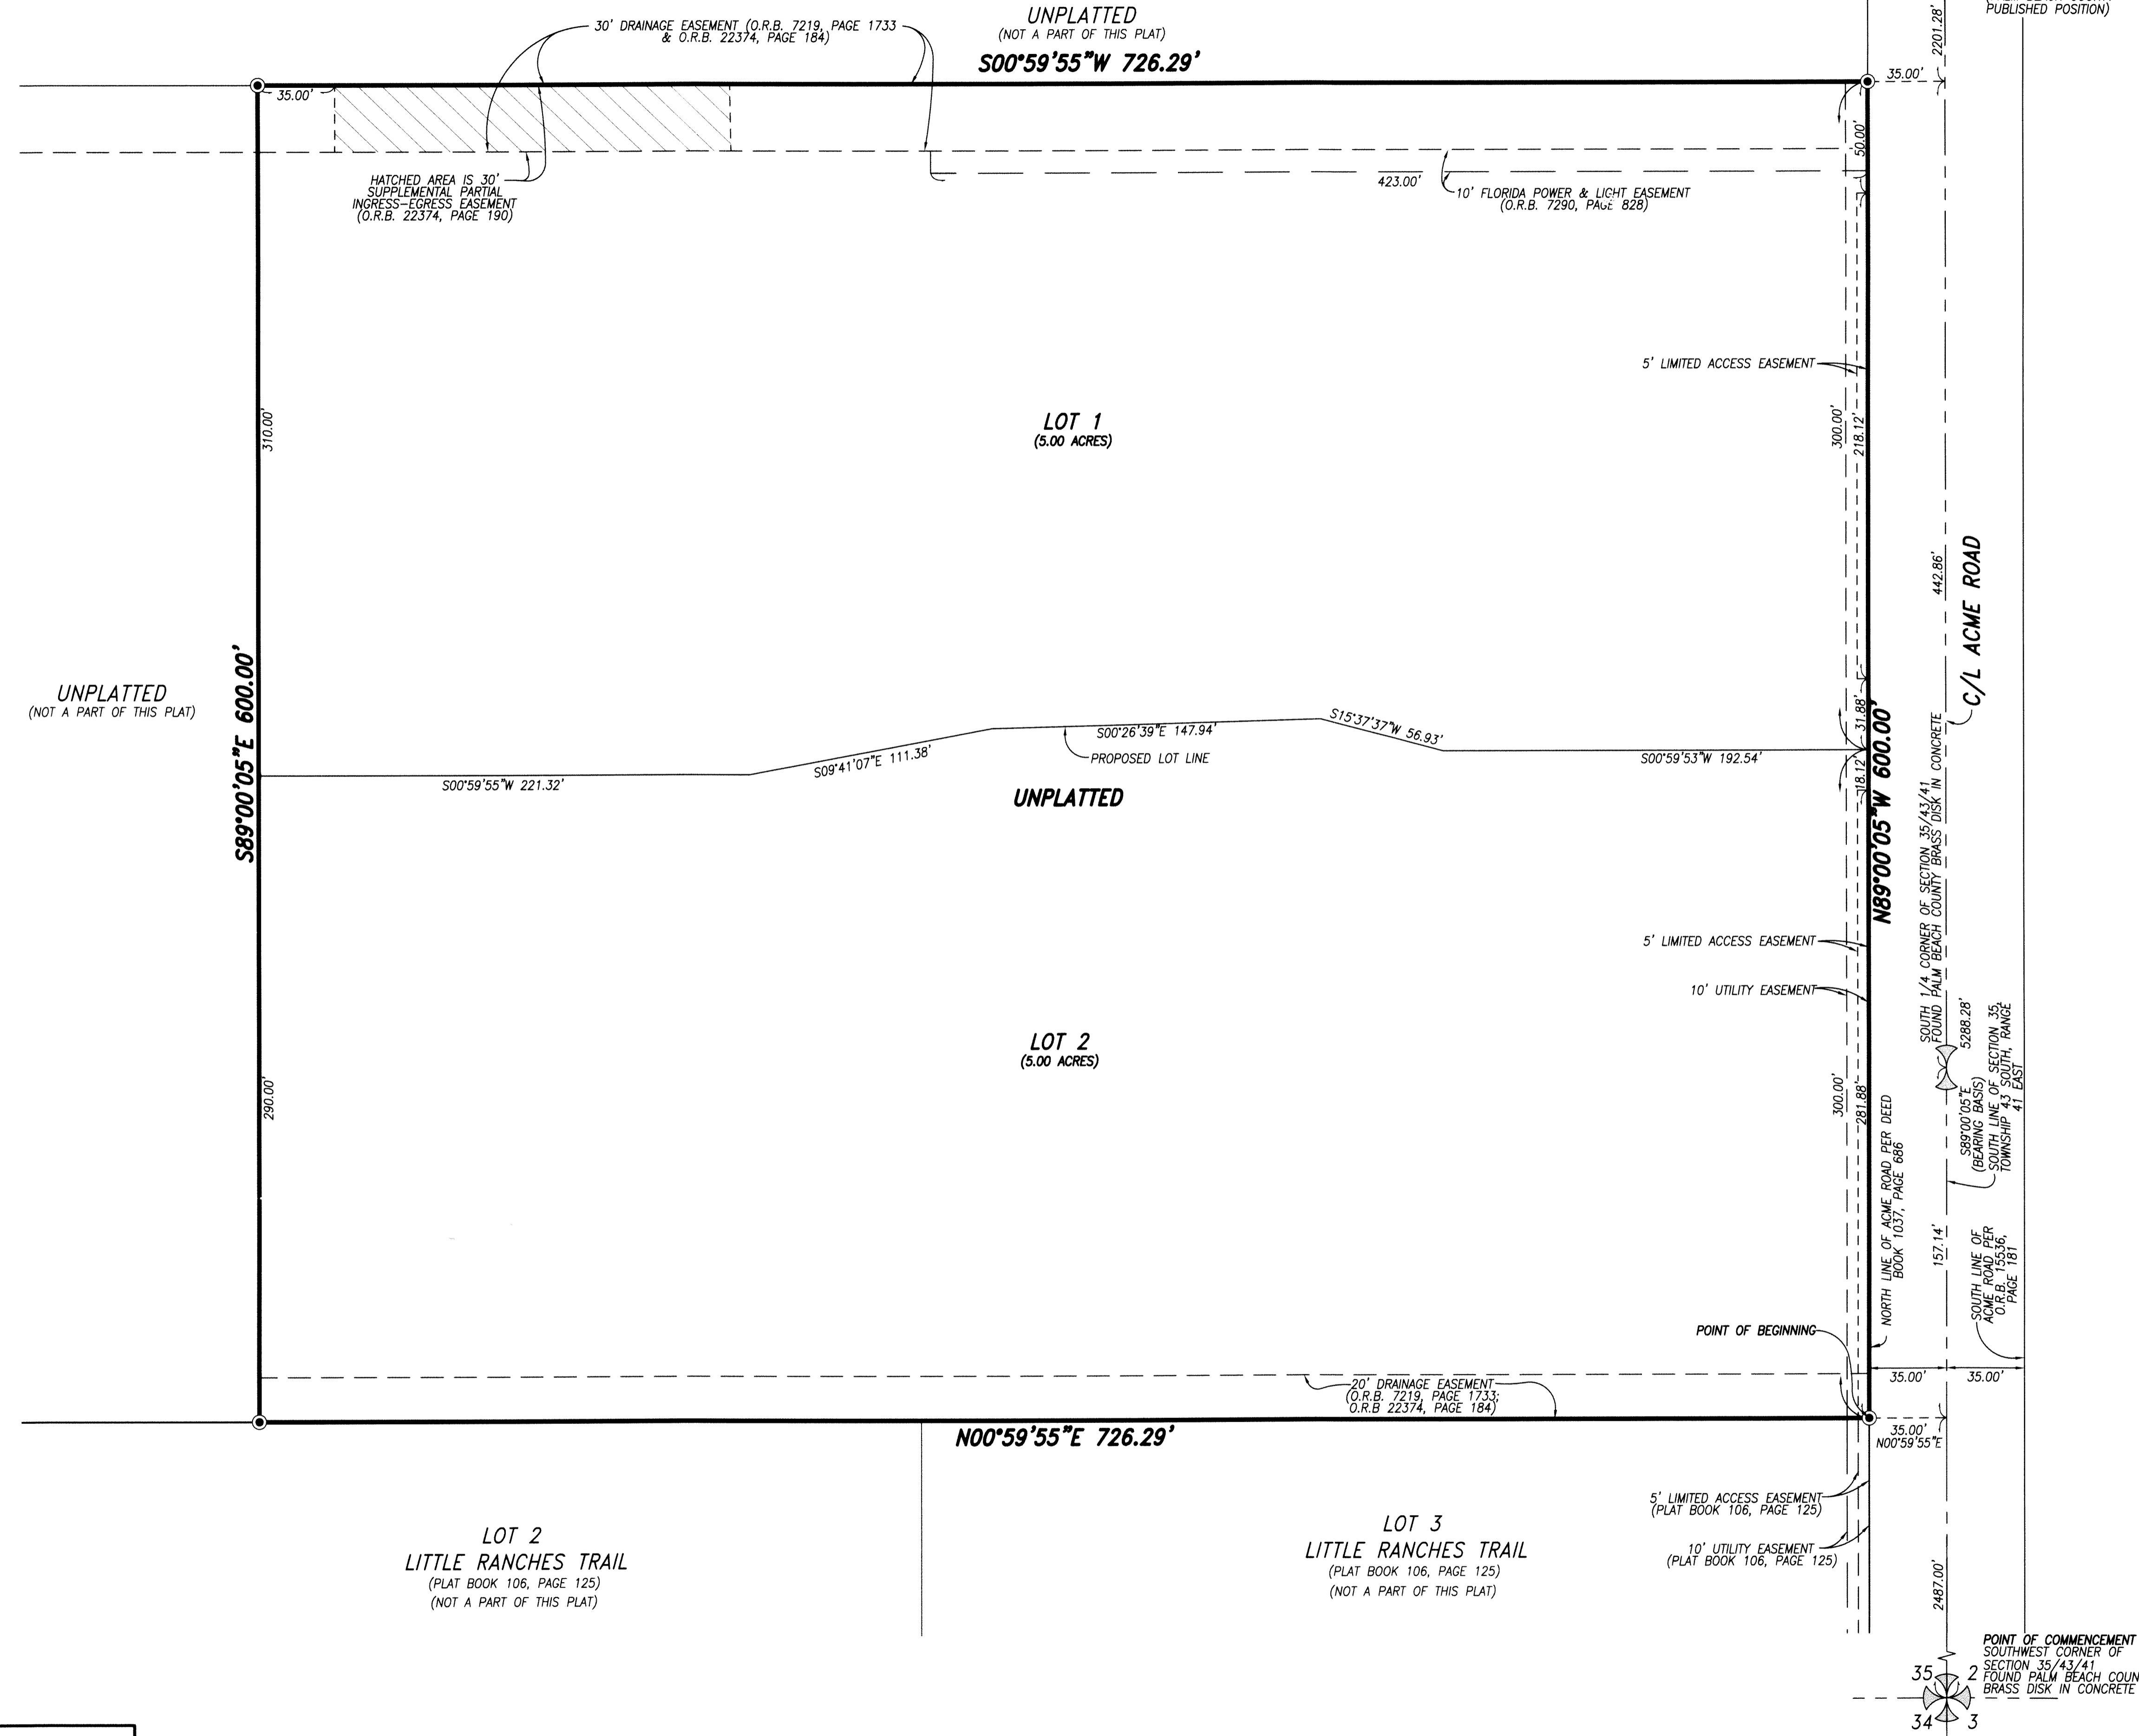 UNPLATTED
(NOT A PART OF THIS PLAT)
S00°59'55"W 726.29'
30' DRAINAGE EASEMENT (O.R.B. 7219, PAGE 1733
& O.R.B. 22374, PAGE 184)
PUBLISHED POSITION)
2201.28'
35.00'
35.00'
50.00'
HATCHED AREA IS 30'
SUPPLEMENTAL PARTIAL
INGRESS-EGRESS EASEMENT
(O.R.B. 22374, PAGE 190)
423.00'
10' FLORIDA POWER & LIGHT EASEMENT
(O.R.B. 7290, PAGE 828)
5' LIMITED ACCESS EASEMENT
310.00'
LOT 1
(5.00 ACRES)
300.00'
218.12'
442.86'
C/L ACME ROAD
UNPLATTED
(NOT A PART OF THIS PLAT)
S89°00'05"E 600.00'
S00°59'55"W 221.32'
S09°41'07"E 111.38'
S00°26'39"E 147.94'
S15°37'37"W 56.93'
S00°59'53"W 192.54'
PROPOSED LOT LINE
UNPLATTED
31.88'
18.12'
N89°00'05"W 600.00'
SOUTH 1/4 CORNER OF SECTION 35/43/41
FOUND PALM BEACH COUNTY BRASS DISK IN CONCRETE
5' LIMITED ACCESS EASEMENT
10' UTILITY EASEMENT
290.00'
LOT 2
(5.00 ACRES)
300.00'
281.88'
5288.28'
S89°00'05"E
(BEARING BASIS)
SOUTH LINE OF SECTION 35,
TOWNSHIP 43 SOUTH, RANGE
41 EAST
NORTH LINE OF ACME ROAD PER DEED
BOOK 1037, PAGE 686
157.14'
SOUTH LINE OF
ACME ROAD PER
O.R.B. 15536,
PAGE 181
POINT OF BEGINNING
35.00'
35.00'
20' DRAINAGE EASEMENT
(O.R.B. 7219, PAGE 1733;
O.R.B 22374, PAGE 184)
N00°59'55"E 726.29'
35.00'
N00°59'55"E
5' LIMITED ACCESS EASEMENT
(PLAT BOOK 106, PAGE 125)
10' UTILITY EASEMENT
(PLAT BOOK 106, PAGE 125)
LOT 2
LITTLE RANCHES TRAIL
(PLAT BOOK 106, PAGE 125)
(NOT A PART OF THIS PLAT)
LOT 3
LITTLE RANCHES TRAIL
(PLAT BOOK 106, PAGE 125)
(NOT A PART OF THIS PLAT)
2487.00'
POINT OF COMMENCEMENT
SOUTHWEST CORNER OF
SECTION 35/43/41
FOUND PALM BEACH COUN
BRASS DISK IN CONCRETE
35 2
34 3